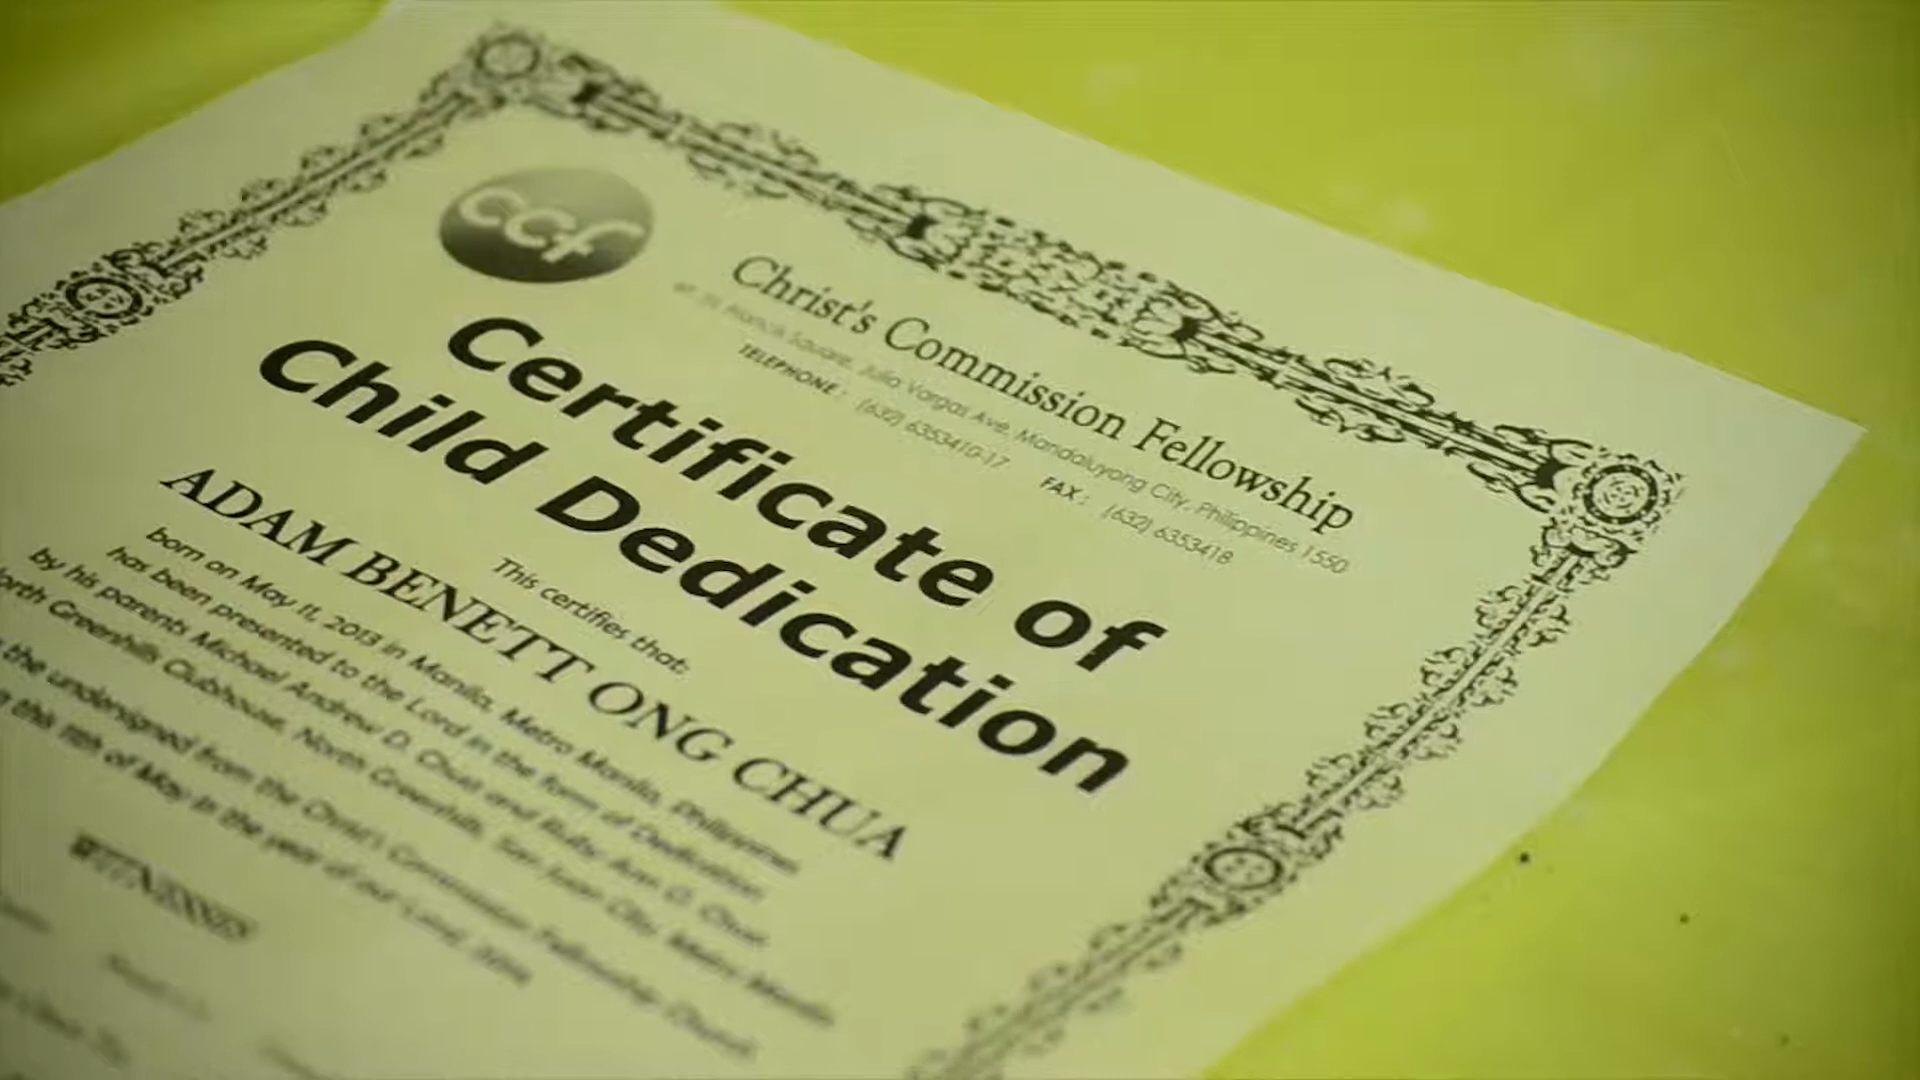 ccf
Christ's Commission Fellowship
Square, Julia Vargas Ave, Mandaluyong City, Philippines 1550
TELEPHONE : (632) 6353410-17 FAX : (632) 6353418
Certificate of
Child Dedication
This certifies that:
ADAM BENETT ONG CHUA
born on May 11, 2013 in Manila, Metro Manila, Philippines
has been presented to the Lord in the form of Dedication
by his parents Michael Andrew D. Chua and Ruby Ann O. Chua
orth Greenhills Clubhouse, North Greenhills, San Juan City, Metro Manila
the undersigned from the Christ's Commission Fellowship Church
this 11th of May in the year of our Lord,
WITNESSES